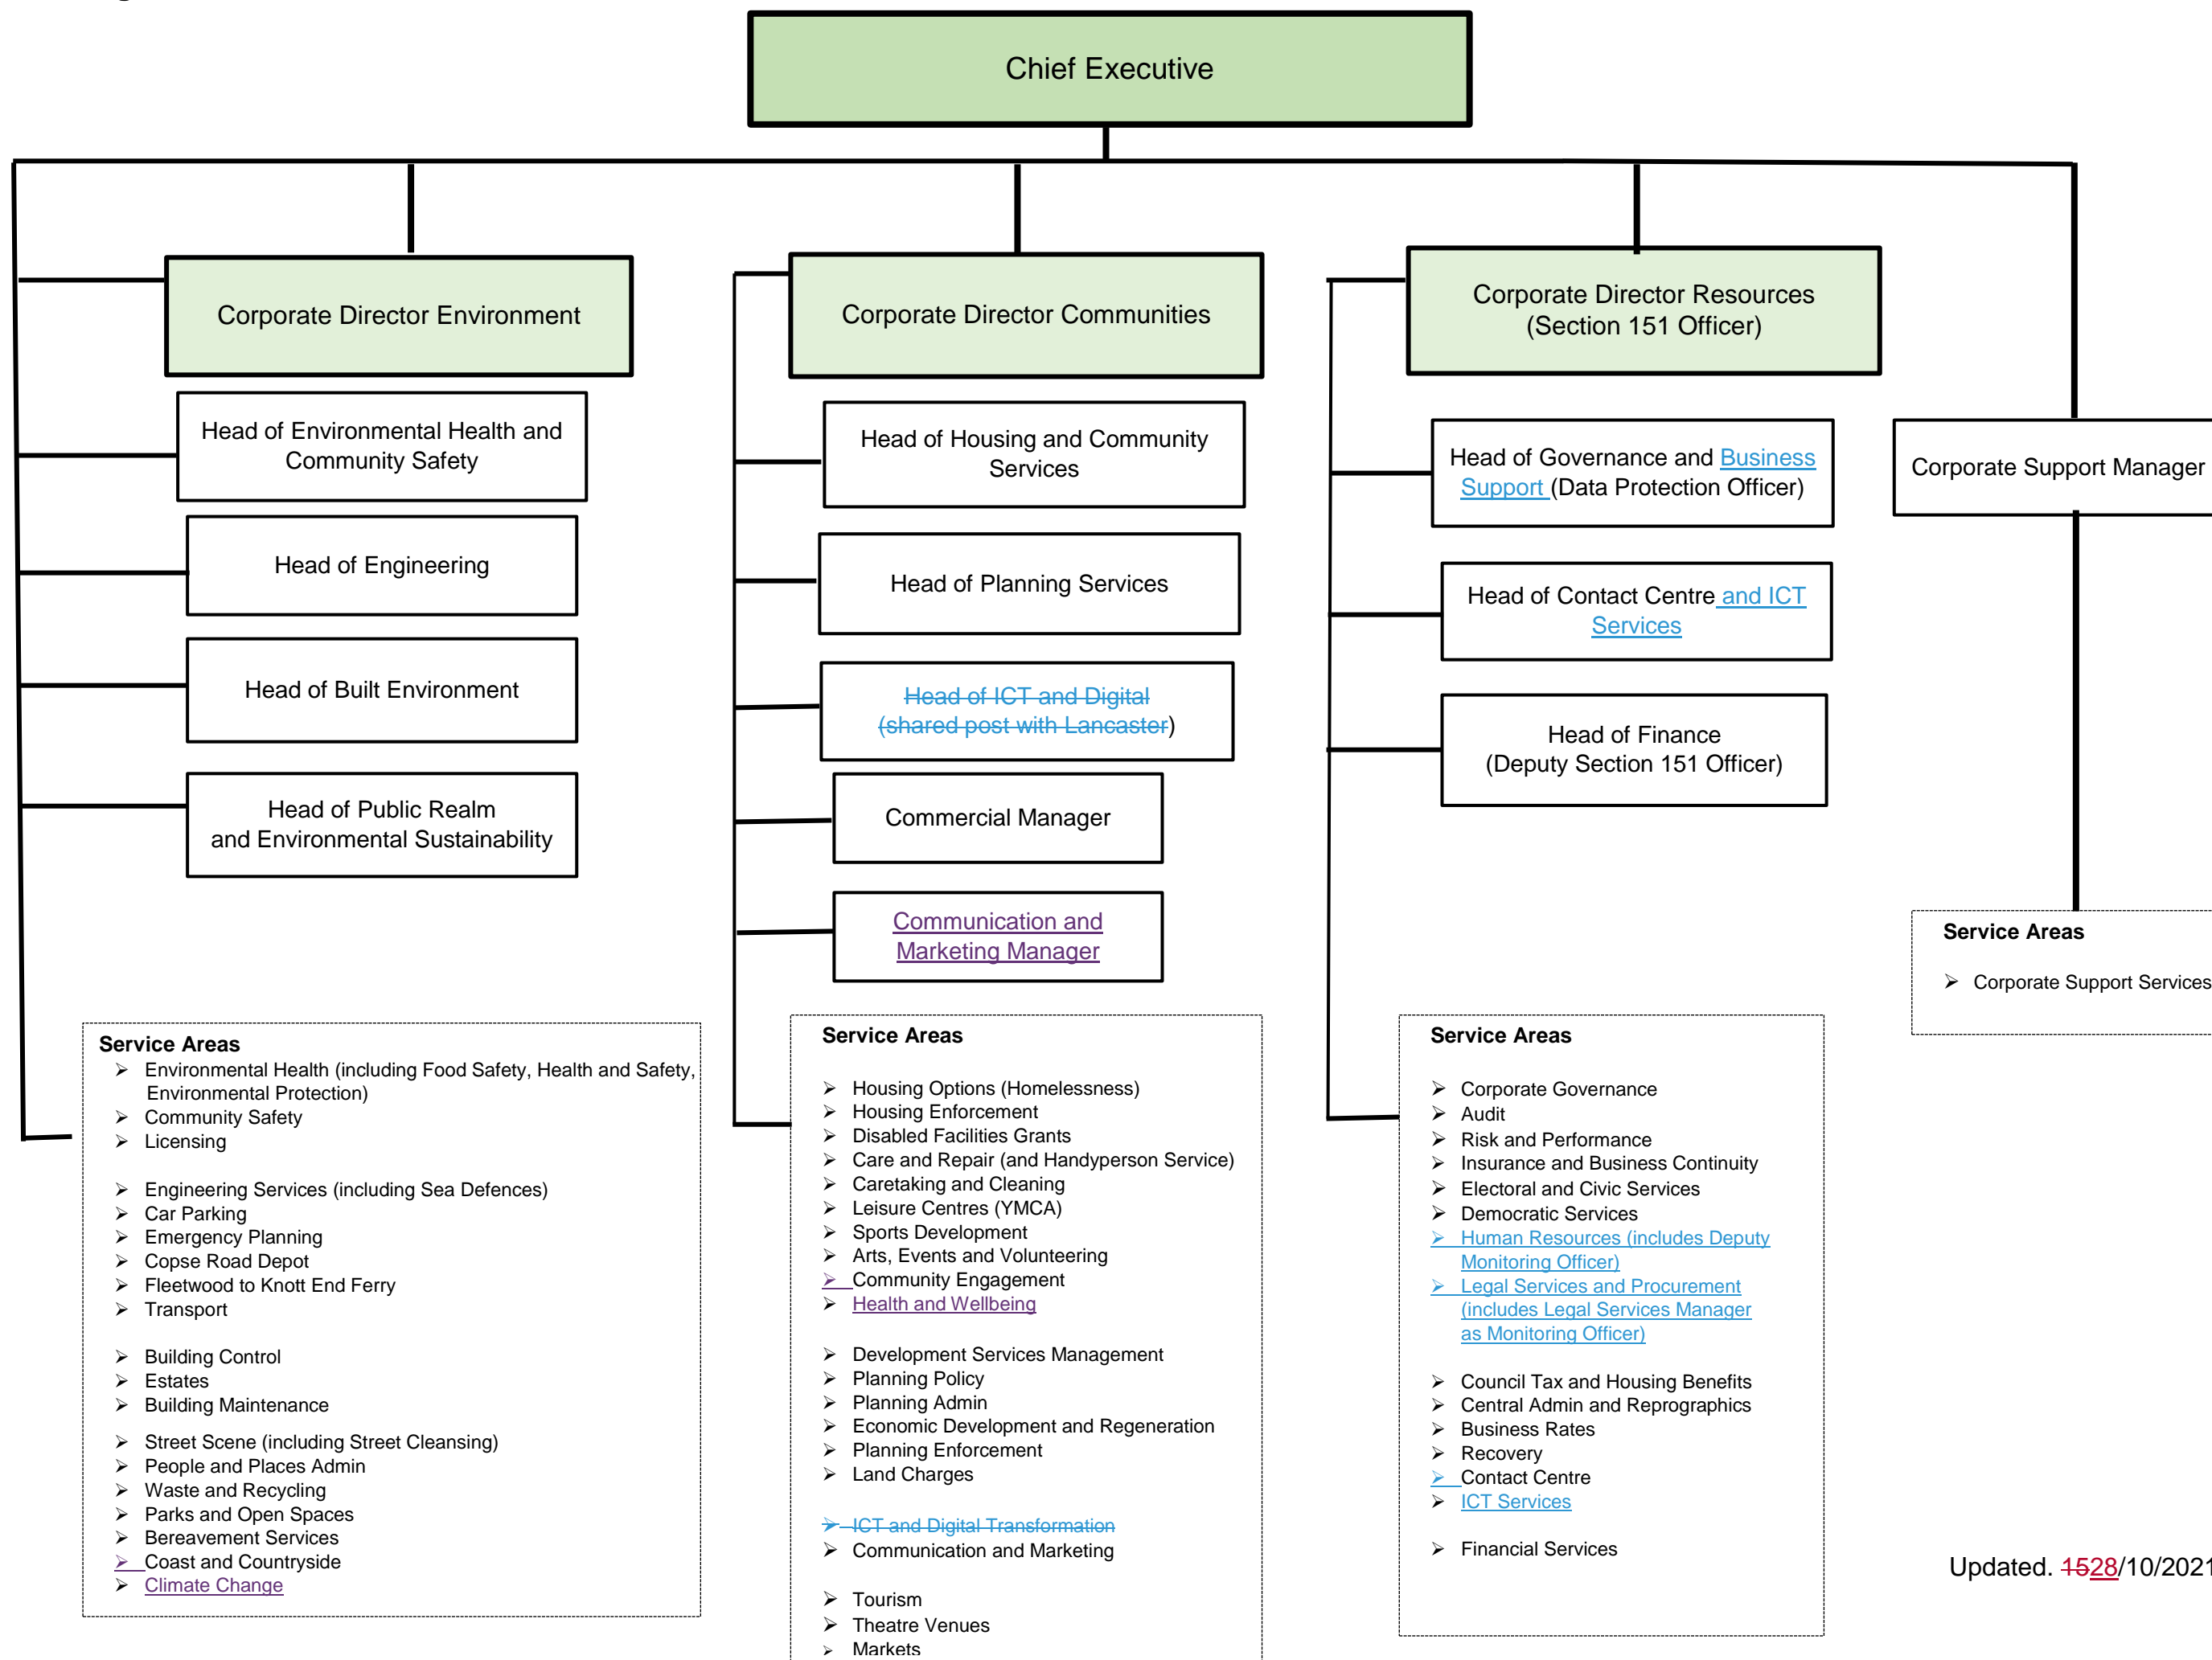 Chief Executive
Corporate Director Environment
Head of Environmental Health and
Community Safety
Head of Engineering
Head of Built Environment
Head of Public Realm
and Environmental Sustainability
Service Areas
➢ Environmental Health (including Food Safety, Health and Safety,
Environmental Protection)
➢ Community Safety
➢ Licensing
➢ Engineering Services (including Sea Defences)
➢ Car Parking
➢ Emergency Planning
➢ Copse Road Depot
➢ Fleetwood to Knott End Ferry
➢ Transport
➢ Building Control
➢ Estates
➢ Building Maintenance
➢ Street Scene (including Street Cleansing)
➢ People and Places Admin
➢ Waste and Recycling
➢ Parks and Open Spaces
➢ Bereavement Services
➢ Coast and Countryside
➢ Climate Change
Corporate Director Communities
Head of Housing and Community
Services
Head of Planning Services
Head of ICT and Digital
(shared post with Lancaster)
Commercial Manager
Communication and
Marketing Manager
Service Areas
➢ Housing Options (Homelessness)
➢ Housing Enforcement
➢ Disabled Facilities Grants
➢ Care and Repair (and Handyperson Service)
➢ Caretaking and Cleaning
➢ Leisure Centres (YMCA)
➢ Sports Development
➢ Arts, Events and Volunteering
➢ Community Engagement
➢ Health and Wellbeing
➢ Development Services Management
➢ Planning Policy
➢ Planning Admin
➢ Economic Development and Regeneration
➢ Planning Enforcement
➢ Land Charges
➢ ICT and Digital Transformation
➢ Communication and Marketing
➢ Tourism
➢ Theatre Venues
➢ Markets
Corporate Director Resources
(Section 151 Officer)
Head of Governance and Business
Support (Data Protection Officer)
Head of Contact Centre and ICT
Services
Head of Finance
(Deputy Section 151 Officer)
Service Areas
➢ Corporate Governance
➢ Audit
➢ Risk and Performance
➢ Insurance and Business Continuity
➢ Electoral and Civic Services
➢ Democratic Services
➢ Human Resources (includes Deputy
Monitoring Officer)
➢ Legal Services and Procurement
(includes Legal Services Manager
as Monitoring Officer)
➢ Council Tax and Housing Benefits
➢ Central Admin and Reprographics
➢ Business Rates
➢ Recovery
➢ Contact Centre
➢ ICT Services
➢ Financial Services
Corporate Support Manager
Service Areas
➢ Corporate Support Services
Updated. 1528/10/2021